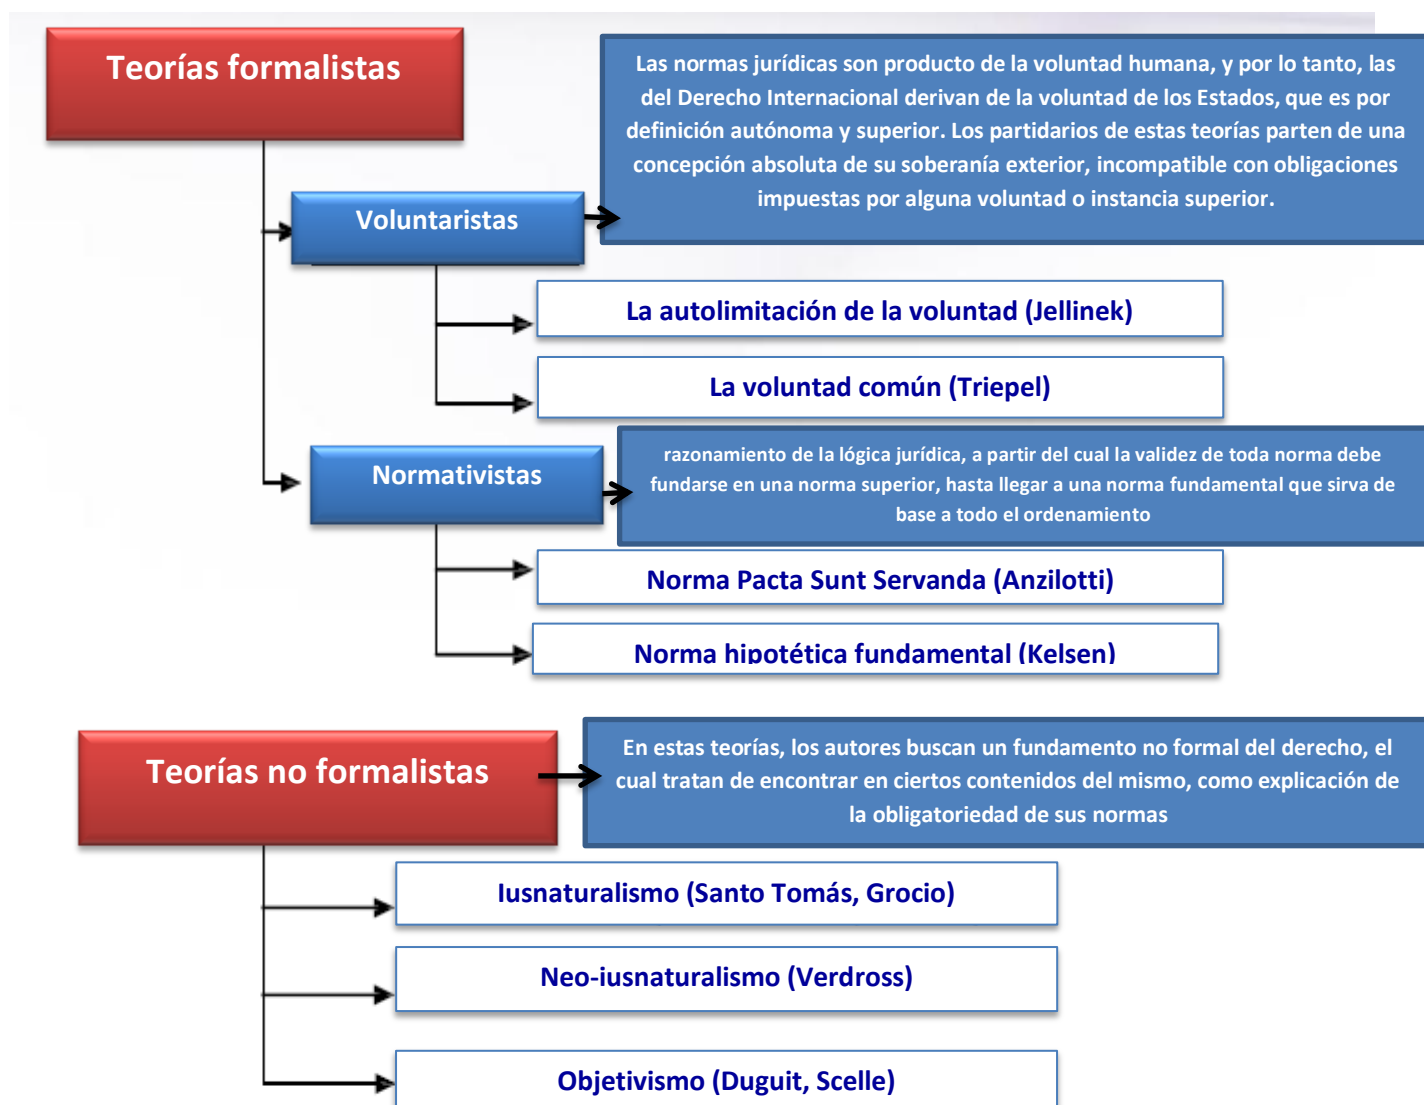 Teorías formalistas
Las normas jurídicas son producto de la voluntad humana, y por lo tanto, las
del Derecho Internacional derivan de la voluntad de los Estados, que es por
definición autónoma y superior. Los partidarios de estas teorías parten de una
concepción absoluta de su soberanía exterior, incompatible con obligaciones
impuestas por alguna voluntad o instancia superior.
Voluntaristas
La autolimitación de la voluntad (Jellinek)
La voluntad común (Triepel)
Normativistas
razonamiento de la lógica jurídica, a partir del cual la validez de toda norma debe
fundarse en una norma superior, hasta llegar a una norma fundamental que sirva de
base a todo el ordenamiento
Norma Pacta Sunt Servanda (Anzilotti)
Norma hipotética fundamental (Kelsen)
Teorías no formalistas
En estas teorías, los autores buscan un fundamento no formal del derecho, el
cual tratan de encontrar en ciertos contenidos del mismo, como explicación de
la obligatoriedad de sus normas
Iusnaturalismo (Santo Tomás, Grocio)
Neo-iusnaturalismo (Verdross)
Objetivismo (Duguit, Scelle)